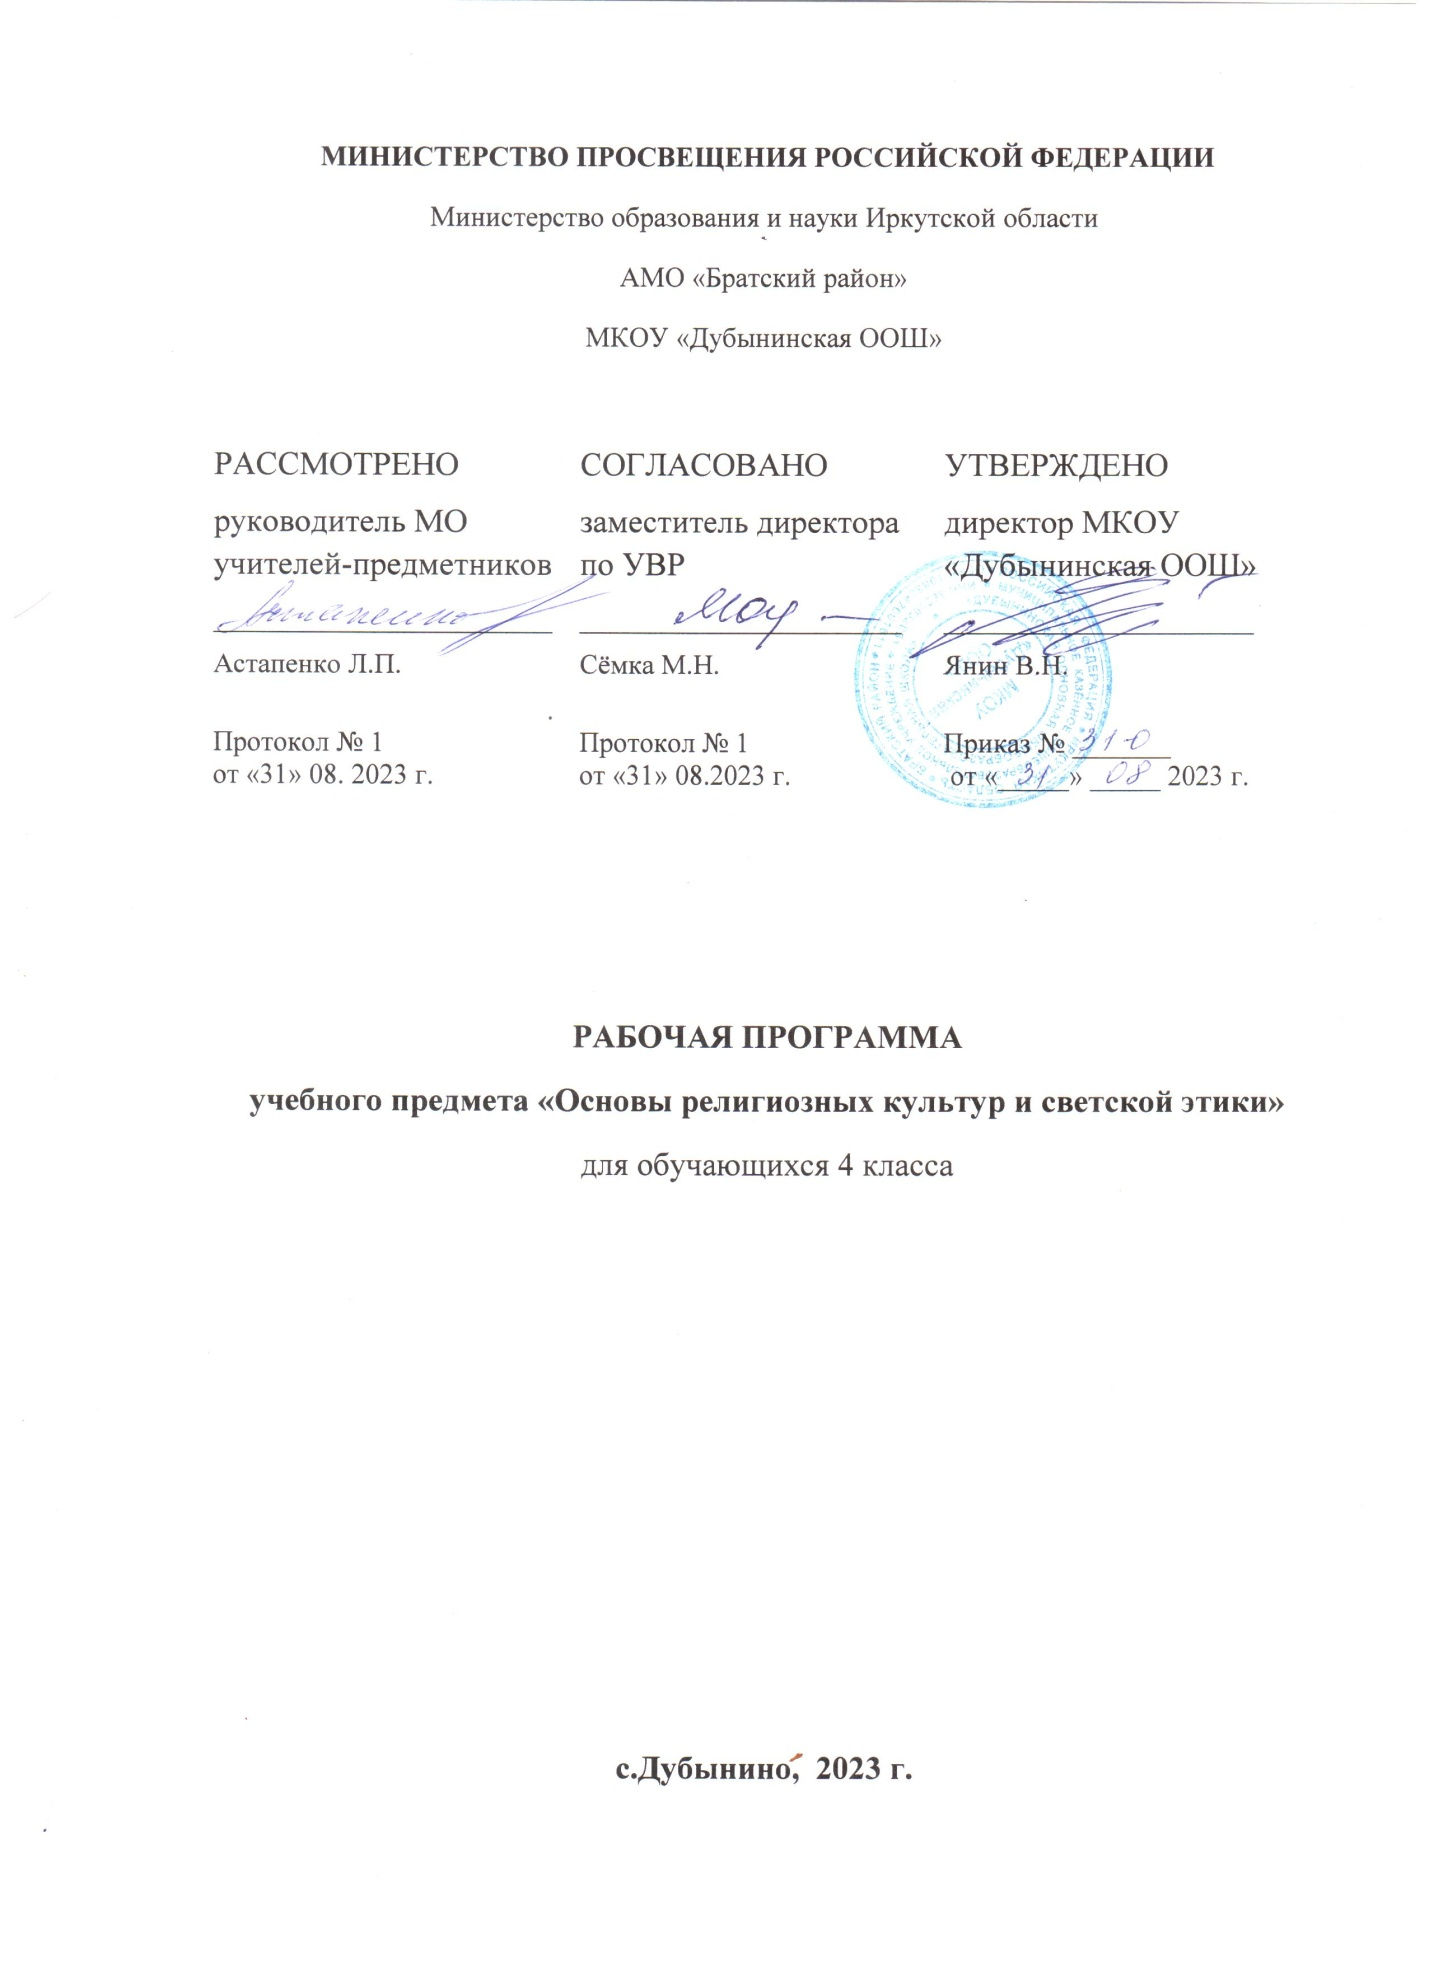 МИНИСТЕРСТВО ПРОСВЕЩЕНИЯ РОССИЙСКОЙ ФЕДЕРАЦИИ
Министерство образования и науки Иркутской области
АМО «Братский район»
МКОУ «Дубынинская ООШ»
РАССМОТРЕНО
руководитель МО
учителей-предметников
Астапенко
Астапенко Л.П.
Протокол № 1
от «31» 08. 2023 г.
СОГЛАСОВАНО
заместитель директора
по УВР
Сёмка М.Н.
Протокол № 1
от «31» 08.2023 г.
УТВЕРЖДЕНО
директор МКОУ
«Дубынинская ООШ»
Янин В.Н.
Приказ № 31-0
от « 31 » 08 2023 г.
МКОУ
РАБОЧАЯ ПРОГРАММА
учебного предмета «Основы религиозных культур и светской этики»
для обучающихся 4 класса
с.Дубынино, 2023 г.